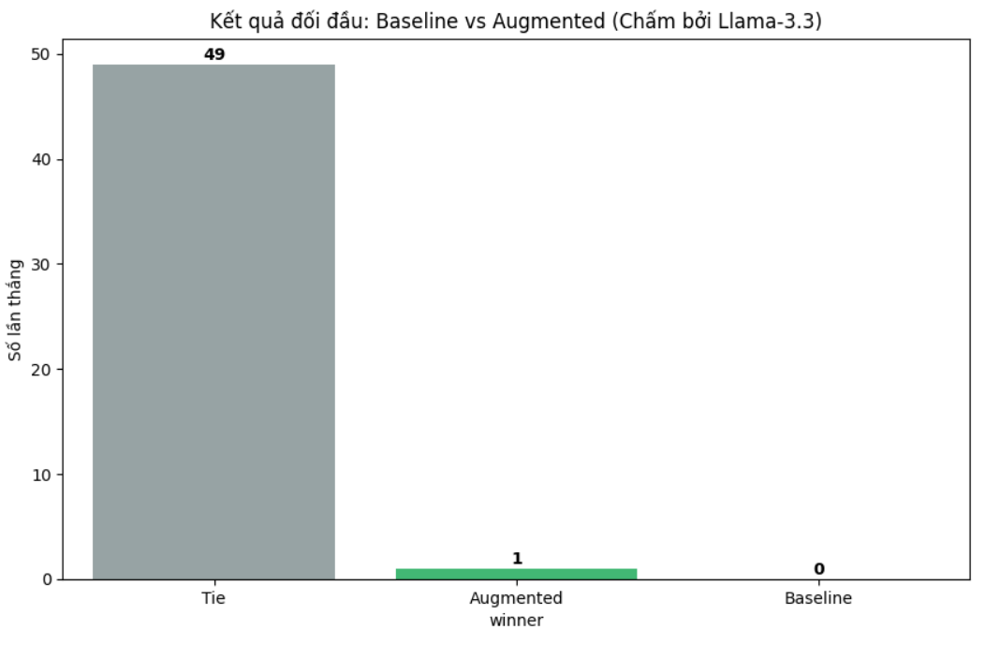 Kết quả đối đầu: Baseline vs Augmented (Chấm bởi Llama-3.3)
Số lần thắng
50
40
30
20
10
0
49
1
0
Tie
Augmented
Baseline
winner